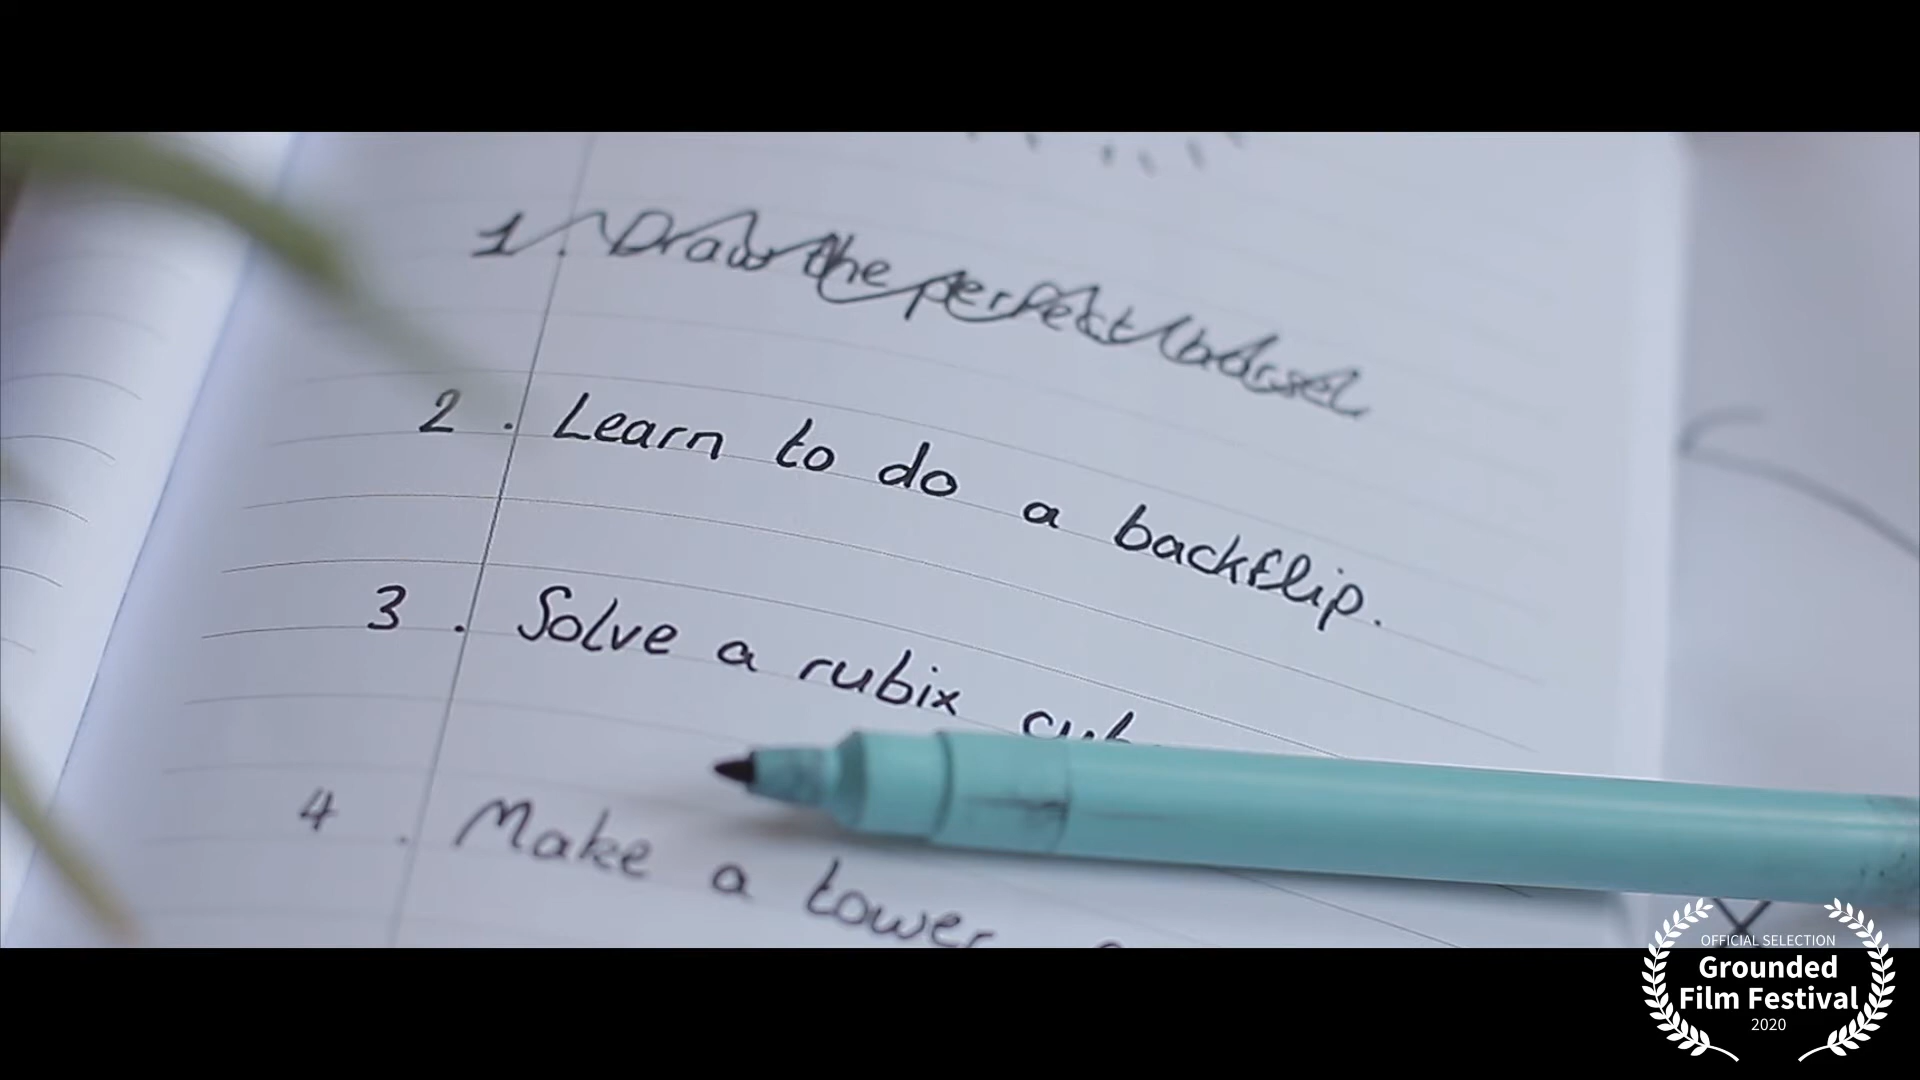 1. Draw the perfect
2. Learn to do a backflip.
3. Solve a rubix
4. Make a tower
OFFICIAL SELECTION
Grounded
Film Festival
2020